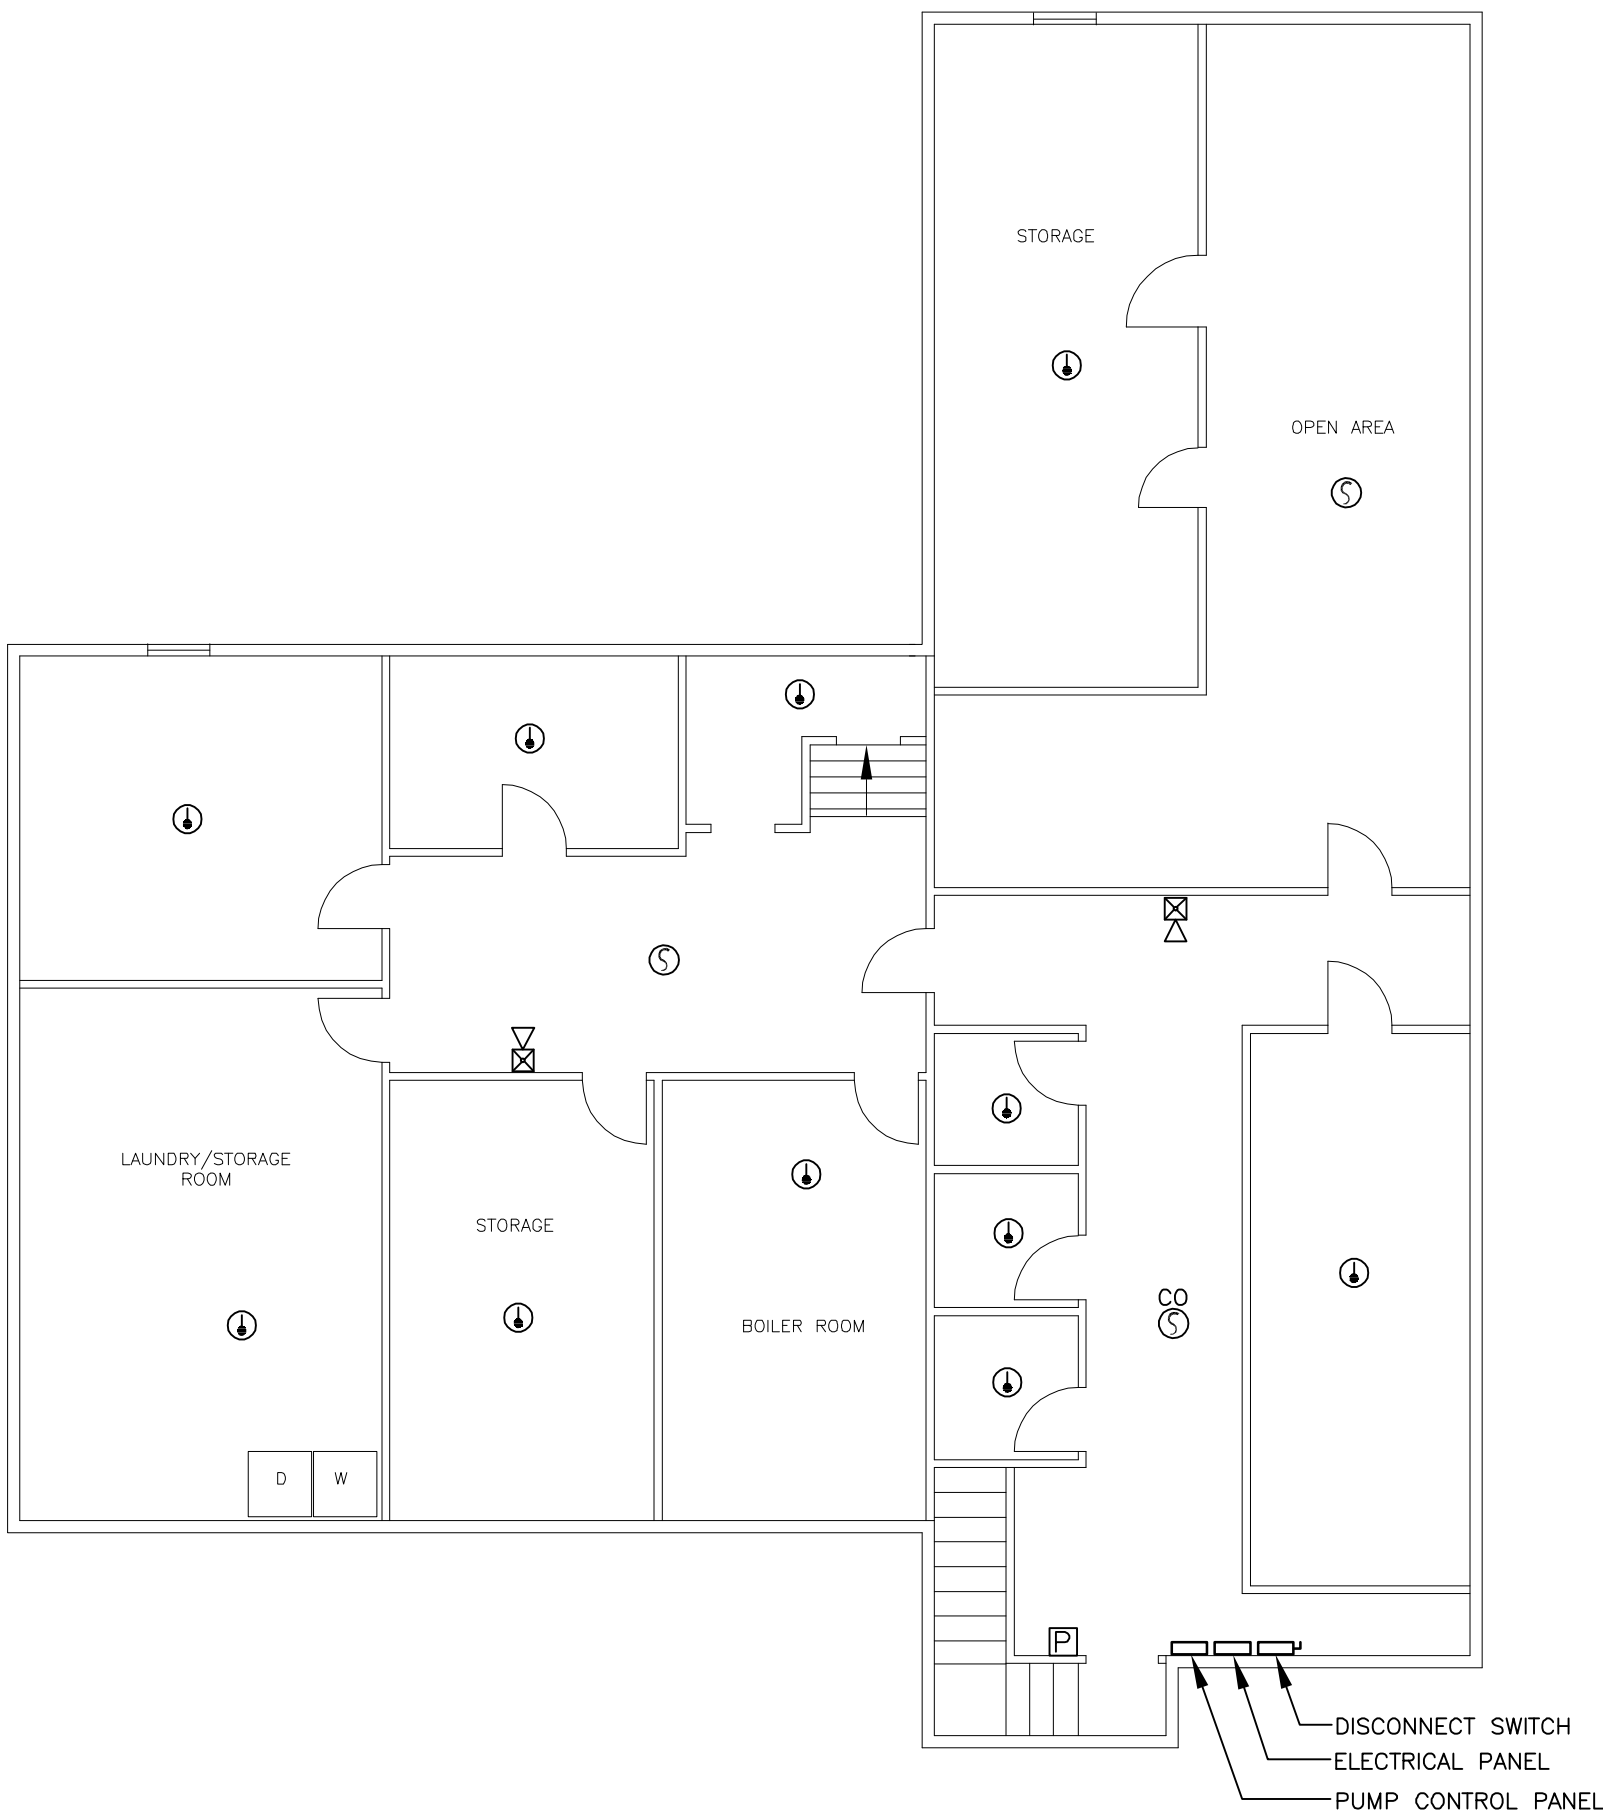 STORAGE
OPEN AREA
S
S
LAUNDRY/STORAGE
ROOM
STORAGE
CO
S
BOILER ROOM
D
W
P
DISCONNECT SWITCH
ELECTRICAL PANEL
PUMP CONTROL PANEL